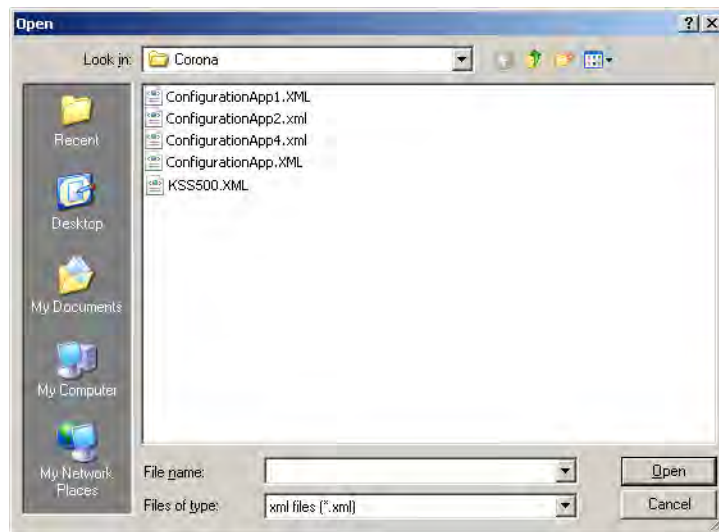 Open
Look in:
Corona
ConfigurationApp1.XML
ConfigurationApp2.xml
ConfigurationApp4.xml
ConfigurationApp.XML
KSS500.XML
Recent
Desktop
My Documents
My Computer
My Network
Places
File name:
Open
Files of type:
xml files (*.xml)
Cancel